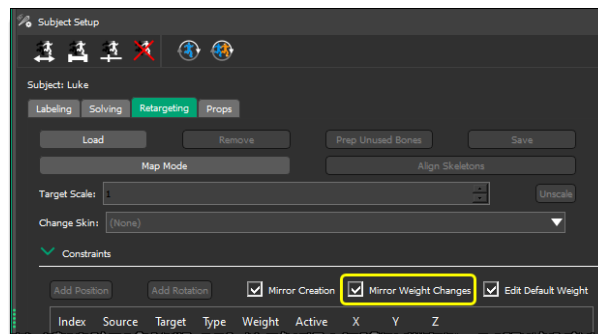 Subject Setup
Subject: Luke
Labeling Solving Retargeting Props
Load Remove Prep Unused Bones Save
Map Mode Align Skeletons
Target Scale: 1 Unscale
Change Skin: (None)
Constraints
Add Position Add Rotation Mirror Creation Mirror Weight Changes Edit Default Weight
Index Source Target Type Weight Active X Y Z